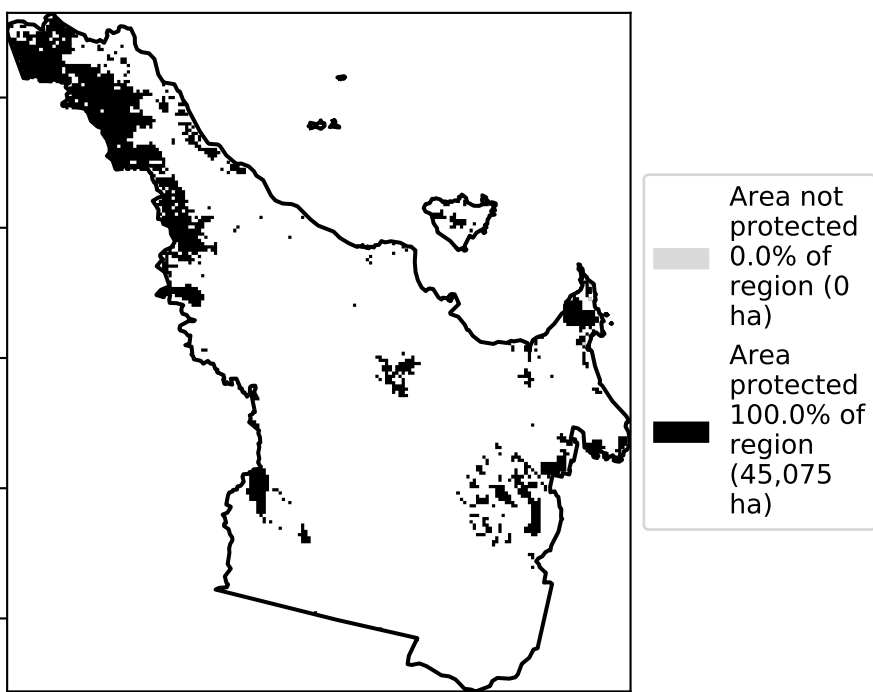 Area not
protected
0.0% of
region (0
ha)
Area
protected
100.0% of
region
(45,075
ha)